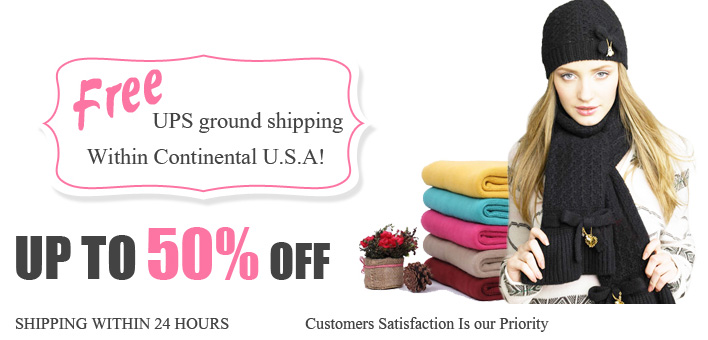 Free
UPS ground shipping
Within Continental U.S.A!
UP TO 50% OFF
SHIPPING WITHIN 24 HOURS
Customers Satisfaction Is our Priority